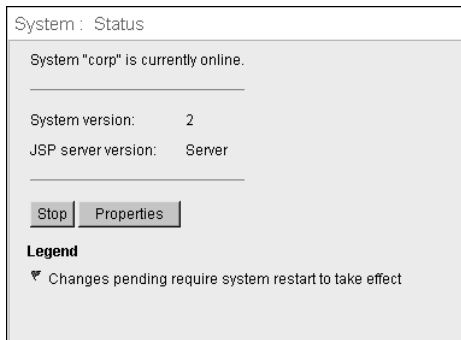 System : Status
System "corp" is currently online.
System version: 2
JSP server version: Server
Stop Properties
Legend
Changes pending require system restart to take effect